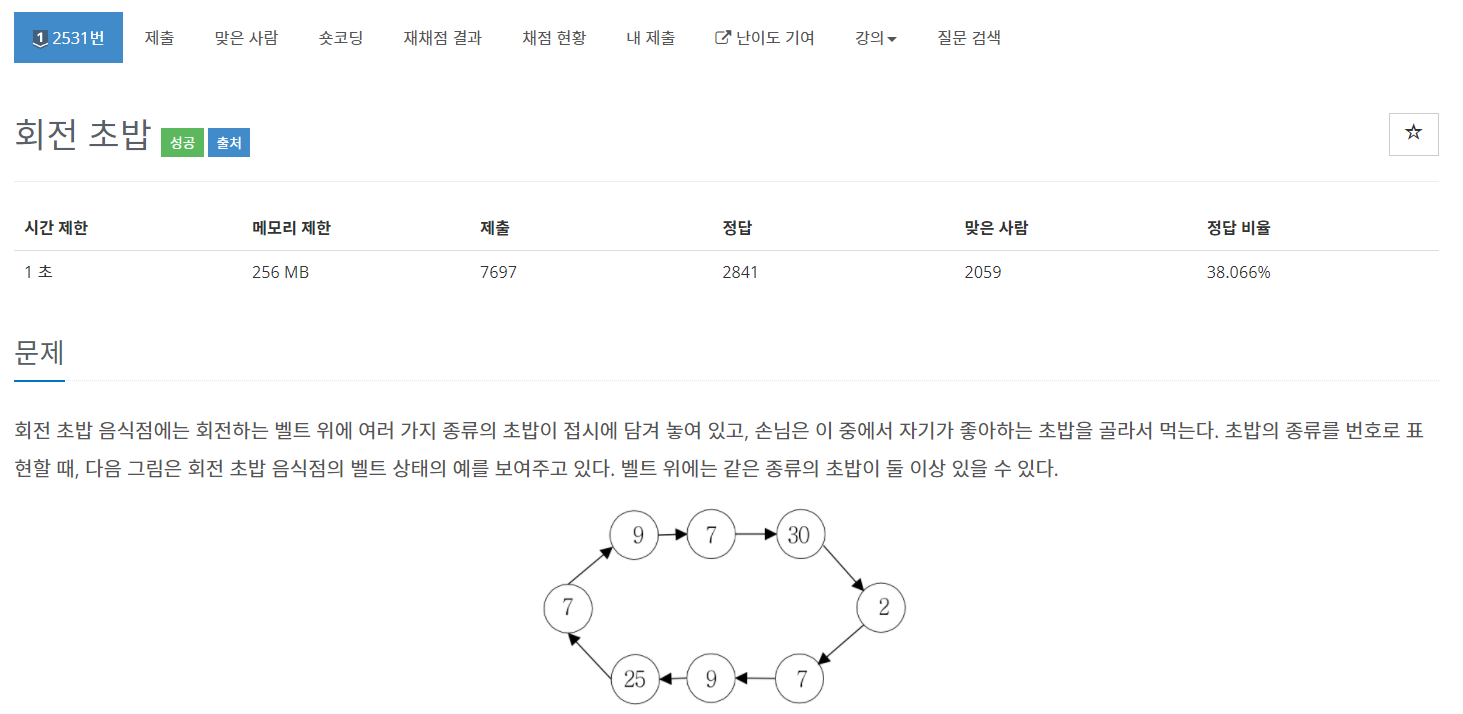 1 2531번 제출 맞은 사람 숏코딩 재채점 결과 채점 현황 내 제출 난이도 기여 강의 질문 검색
회전 초밥 성공 출처
시간 제한 메모리 제한 제출 정답 맞은 사람 정답 비율
1 초 256 MB 7697 2841 2059 38.066%
문제
회전 초밥 음식점에는 회전하는 벨트 위에 여러 가지 종류의 초밥이 접시에 담겨 놓여 있고, 손님은 이 중에서 자기가 좋아하는 초밥을 골라서 먹는다. 초밥의 종류를 번호로 표
현할 때, 다음 그림은 회전 초밥 음식점의 벨트 상태의 예를 보여주고 있다. 벨트 위에는 같은 종류의 초밥이 둘 이상 있을 수 있다.
9 7 30
7 2
25 9 7